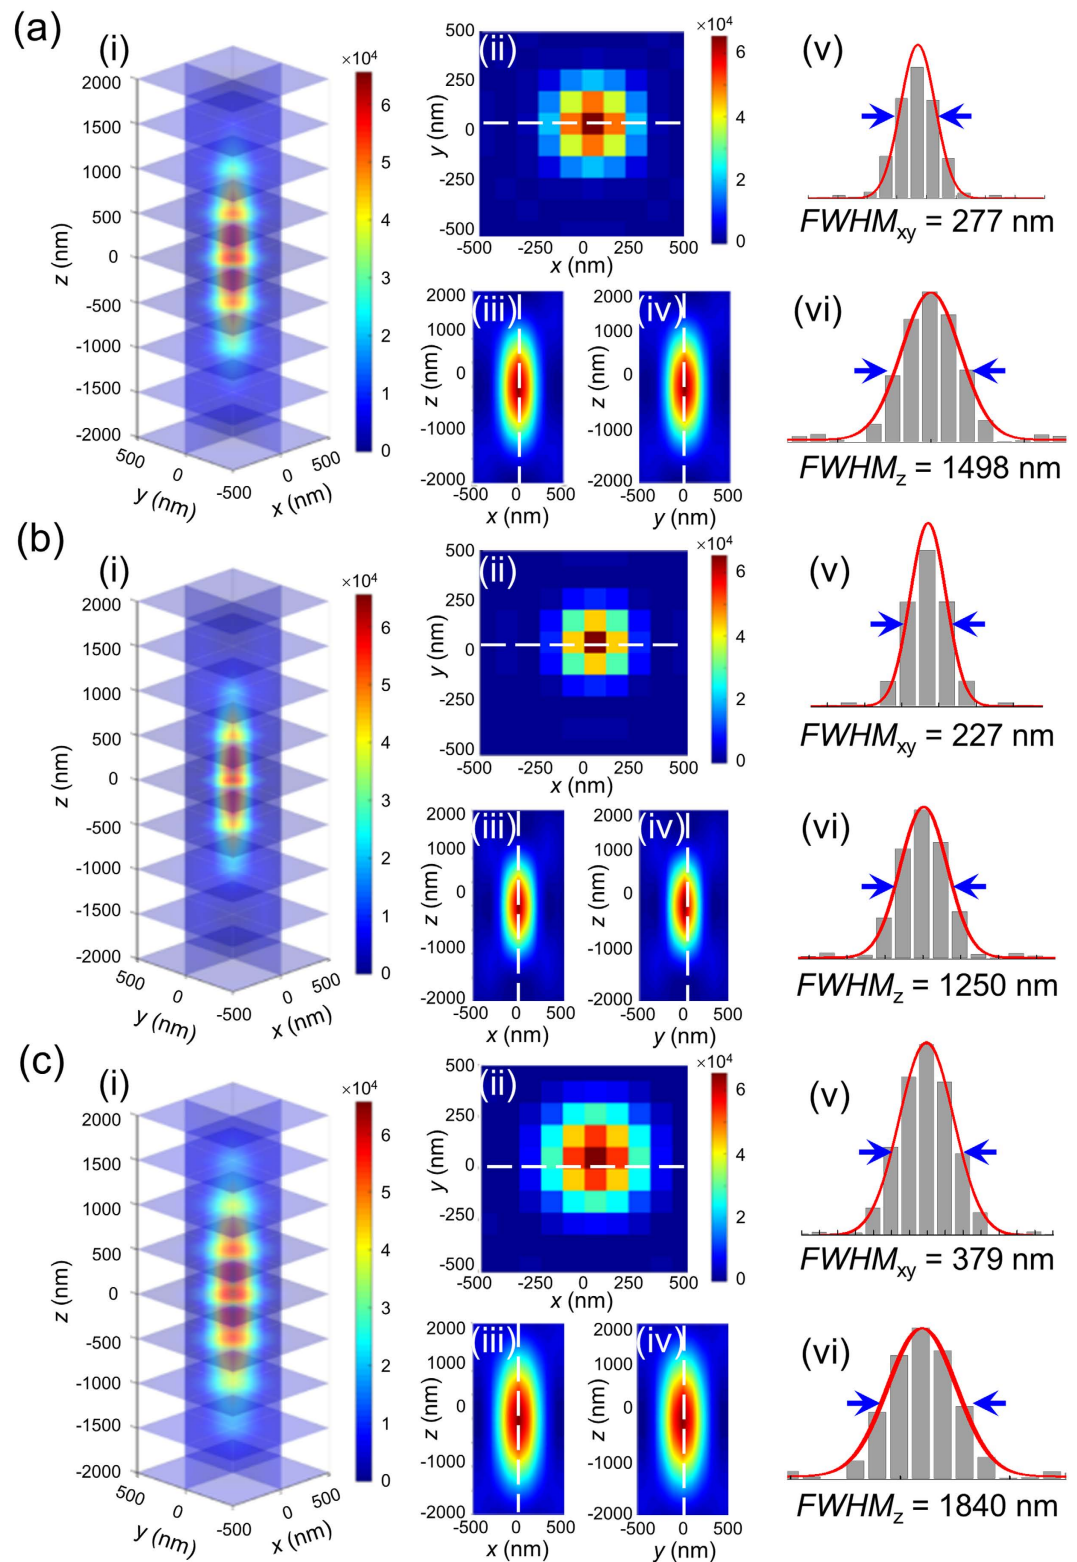 (a)
(i)
×10⁴
2000
1500
1000
500
0
-500
-1000
-1500
-2000
z (nm)
6
5
4
3
2
1
0
500
0
-500
y (nm)
0
500
x (nm)
(ii)
×10⁴
500
250
0
-250
-500
y (nm)
-500
-250
0
250
500
x (nm)
6
4
2
0
(iii)
2000
1000
0
-1000
-2000
z (nm)
-500
0
500
x (nm)
(iv)
2000
1000
0
-1000
-2000
z (nm)
-500
0
500
y (nm)
(v)
FWHMxy = 277 nm
(vi)
FWHMz = 1498 nm
(b)
(i)
×10⁴
2000
1500
1000
500
0
-500
-1000
-1500
-2000
z (nm)
6
5
4
3
2
1
0
500
0
-500
y (nm)
0
500
x (nm)
(ii)
×10⁴
500
250
0
-250
-500
y (nm)
-500
-250
0
250
500
x (nm)
6
4
2
0
(iii)
2000
1000
0
-1000
-2000
z (nm)
-500
0
500
x (nm)
(iv)
2000
1000
0
-1000
-2000
z (nm)
-500
0
500
y (nm)
(v)
FWHMxy = 227 nm
(vi)
FWHMz = 1250 nm
(c)
(i)
×10⁴
2000
1500
1000
500
0
-500
-1000
-1500
-2000
z (nm)
6
5
4
3
2
1
0
500
0
-500
y (nm)
0
500
x (nm)
(ii)
×10⁴
500
250
0
-250
-500
y (nm)
-500
-250
0
250
500
x (nm)
6
4
2
0
(iii)
2000
1000
0
-1000
-2000
z (nm)
-500
0
500
x (nm)
(iv)
2000
1000
0
-1000
-2000
z (nm)
-500
0
500
y (nm)
(v)
FWHMxy = 379 nm
(vi)
FWHMz = 1840 nm